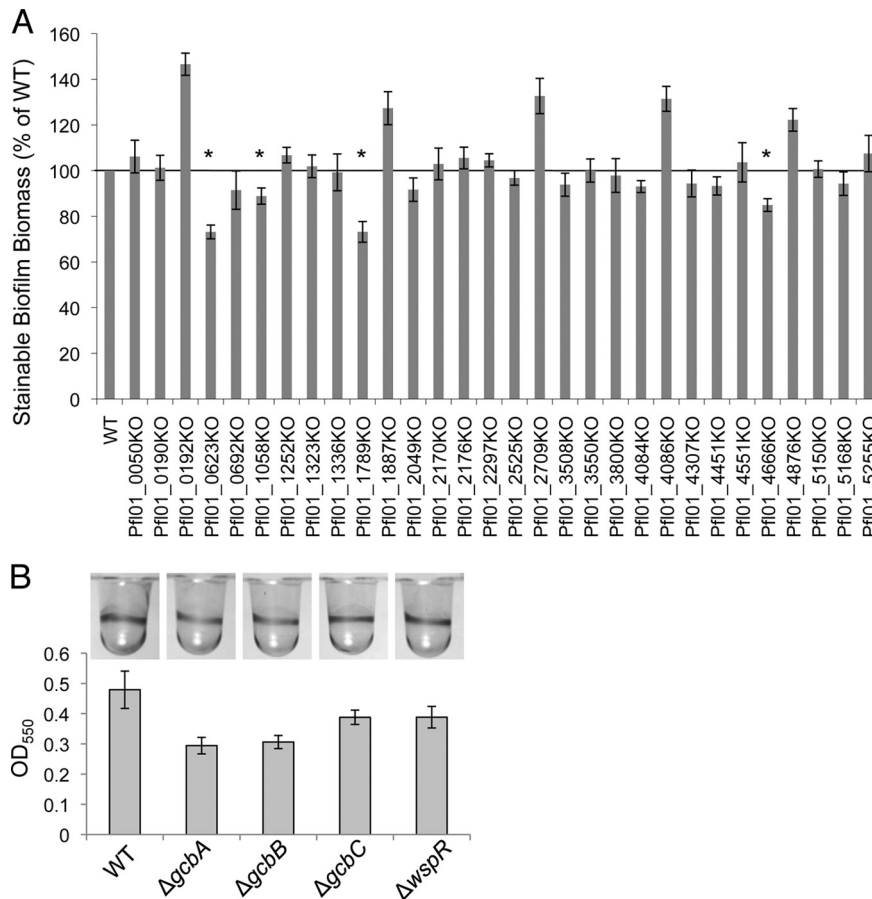 A
Stainable Biofilm Biomass (% of WT)
160
140
120
100
80
60
40
20
0
* * * *
WT
Pfl01_0050KO
Pfl01_0190KO
Pfl01_0192KO
Pfl01_0623KO
Pfl01_0692KO
Pfl01_1058KO
Pfl01_1252KO
Pfl01_1323KO
Pfl01_1336KO
Pfl01_1789KO
Pfl01_1887KO
Pfl01_2049KO
Pfl01_2170KO
Pfl01_2176KO
Pfl01_2297KO
Pfl01_2525KO
Pfl01_2709KO
Pfl01_3508KO
Pfl01_3550KO
Pfl01_3800KO
Pfl01_4084KO
Pfl01_4086KO
Pfl01_4307KO
Pfl01_4451KO
Pfl01_4551KO
Pfl01_4666KO
Pfl01_4876KO
Pfl01_5150KO
Pfl01_5168KO
Pfl01_5255KO
B
OD550
0.6
0.5
0.4
0.3
0.2
0.1
0
WT
ΔgcbA
ΔgcbB
ΔgcbC
ΔwspR